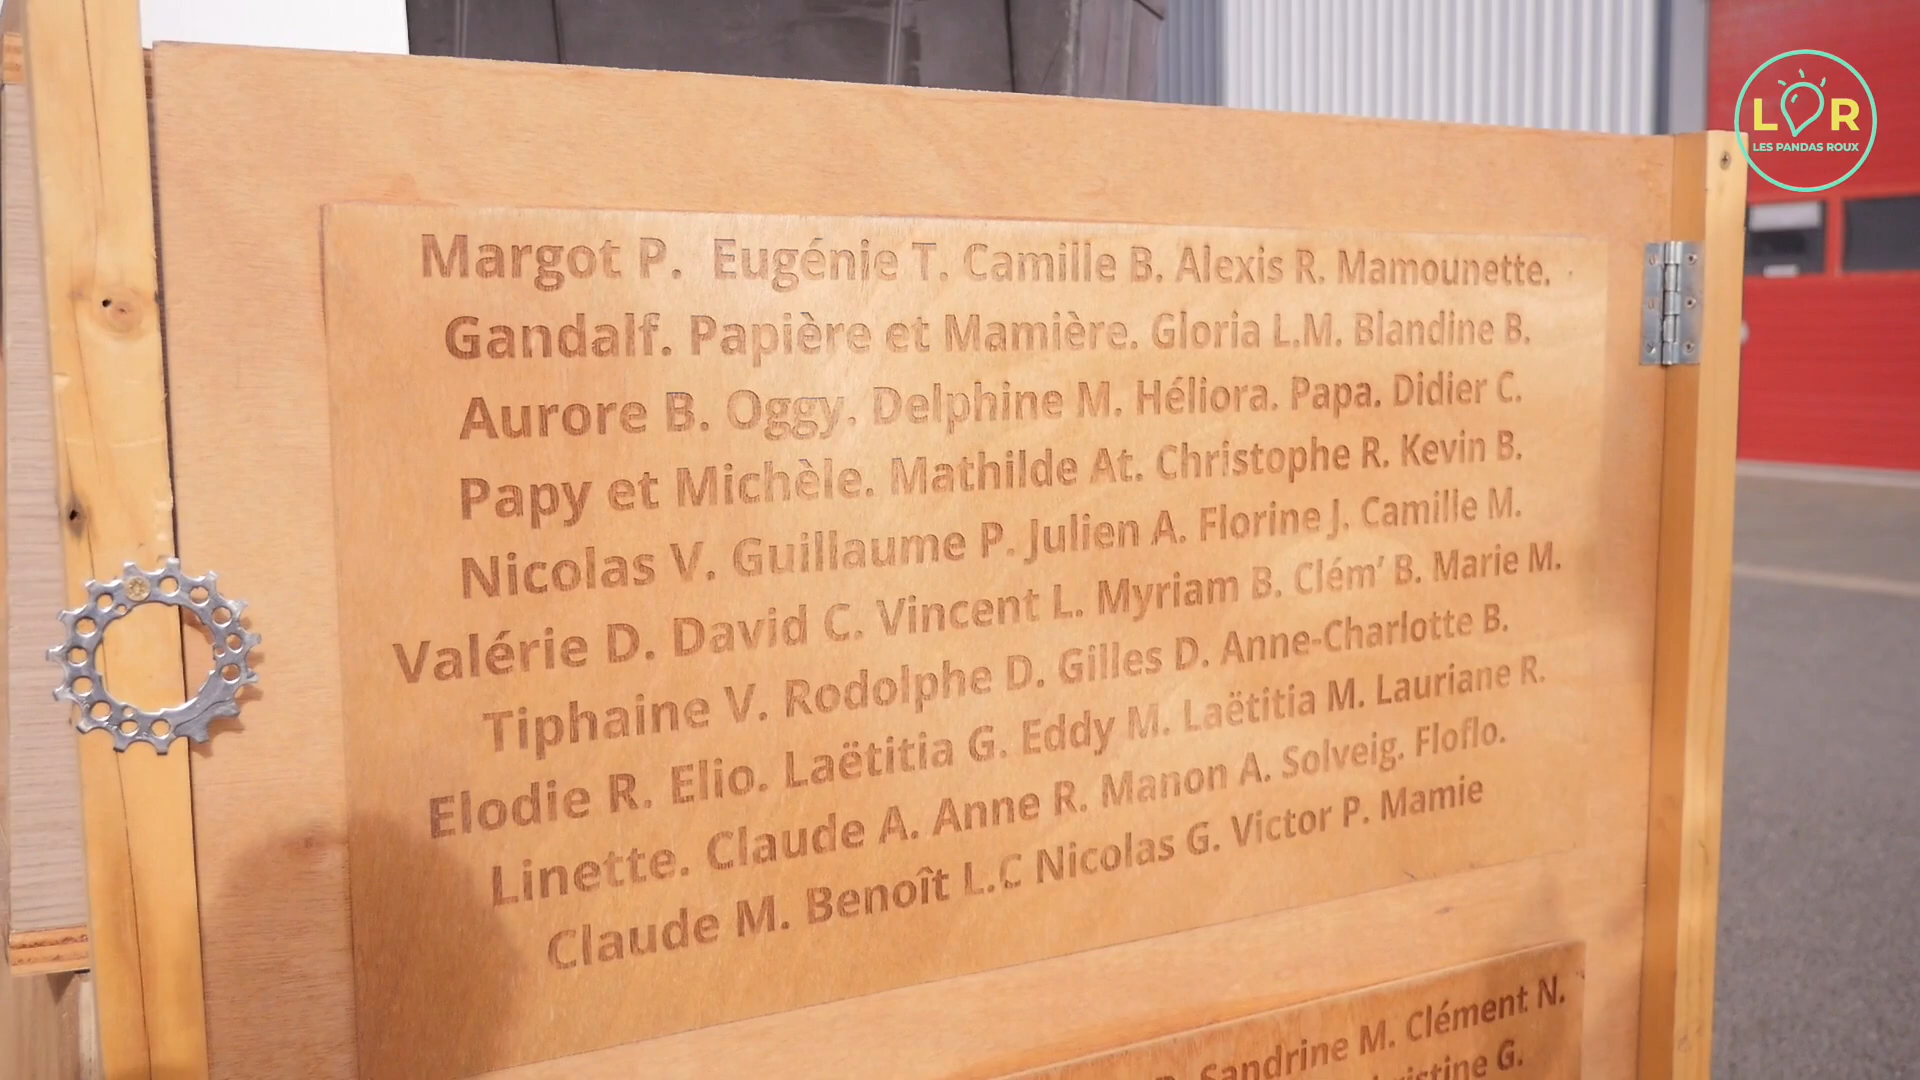 L R
LES PANDAS ROUX
Margot P. Eugénie T. Camille B. Alexis R. Mamounette.
Gandalf. Papière et Mamière. Gloria L.M. Blandine B.
Aurore B. Oggy. Delphine M. Héliora. Papa. Didier C.
Papy et Michèle. Mathilde At. Christophe R. Kevin B.
Nicolas V. Guillaume P. Julien A. Florine J. Camille M.
Valérie D. David C. Vincent L. Myriam B. Clém' B. Marie M.
Tiphaine V. Rodolphe D. Gilles D. Anne-Charlotte B.
Elodie R. Elio. Laëtitia G. Eddy M. Laëtitia M. Lauriane R.
Linette. Claude A. Anne R. Manon A. Solveig. Floflo.
Claude M. Benoît L.C Nicolas G. Victor P. Mamie
Sandrine M. Clément N.
G.